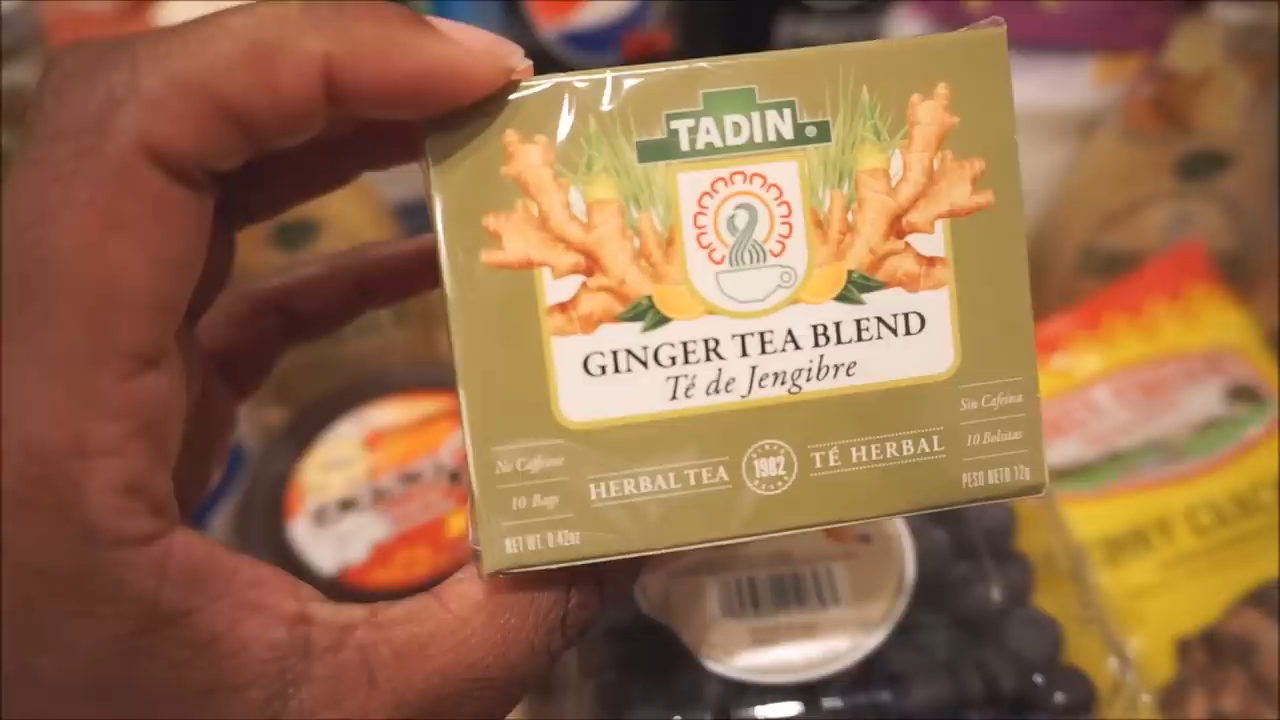 TADIN
GINGER TEA BLEND
Té de Jengibre
No Caffeine
10 Bags
NET WT. 0.42oz
HERBAL TEA
SINCE
1982
TÉ HERBAL
Sin Cafeína
10 Bolsitas
PESO NETO 12g